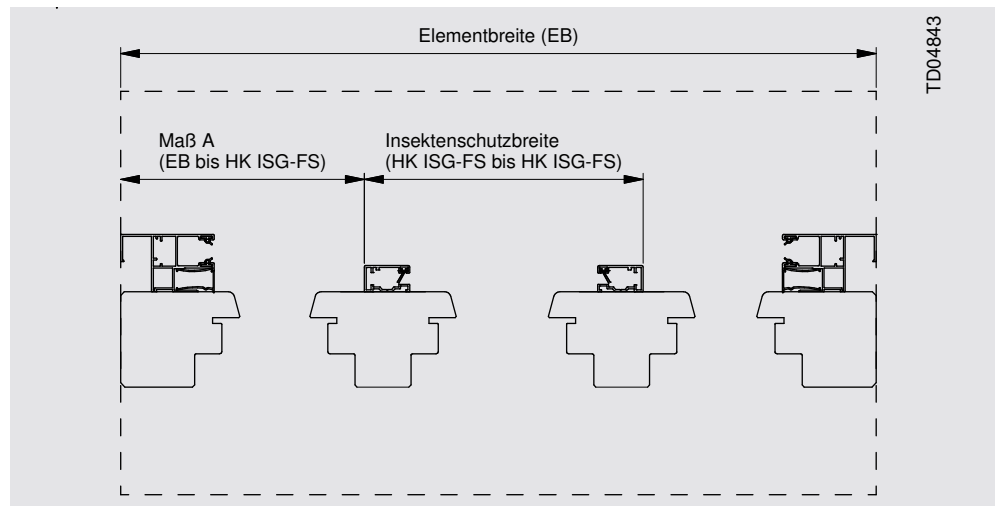 Elementbreite (EB)
TD04843
Maß A
(EB bis HK ISG-FS)
Insektenschutzbreite
(HK ISG-FS bis HK ISG-FS)